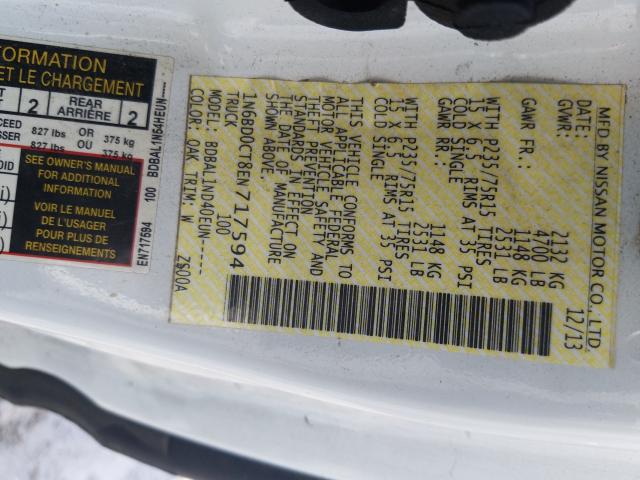 MFD BY NISSAN MOTOR CO., LTD.
12/13
GVWR: 2132 KG
4700 LB
GAWR FR: 1148 KG
2531 LB
WITH P235/75R15 TIRES
15 X 6.5 RIMS AT 35 PSI
COLD SINGLE
GAWR RR: 1148 KG
2531 LB
WITH P235/75R15 TIRES
15 X 6.5 RIMS AT 35 PSI
COLD SINGLE
THIS VEHICLE CONFORMS TO
ALL APPLICABLE FEDERAL
MOTOR VEHICLE SAFETY AND
THEFT PREVENTION
STANDARDS IN EFFECT ON
THE DATE OF MANUFACTURE
SHOWN ABOVE.
1N6BD0CT8EN717594
TRUCK 100
MODEL:
COLOR: QAK TRIM: W
FORMATION
ET LE CHARGEMENT
2 REAR
ARRIÈRE 2
827 lbs OR 375 kg
827 lbs OU 375 kg
SEE OWNER'S MANUAL
FOR ADDITIONAL
INFORMATION
VOIR LE MANUEL
DE L'USAGER
POUR PLUS DE
RENSEIGNEMENTS
EN717594 100